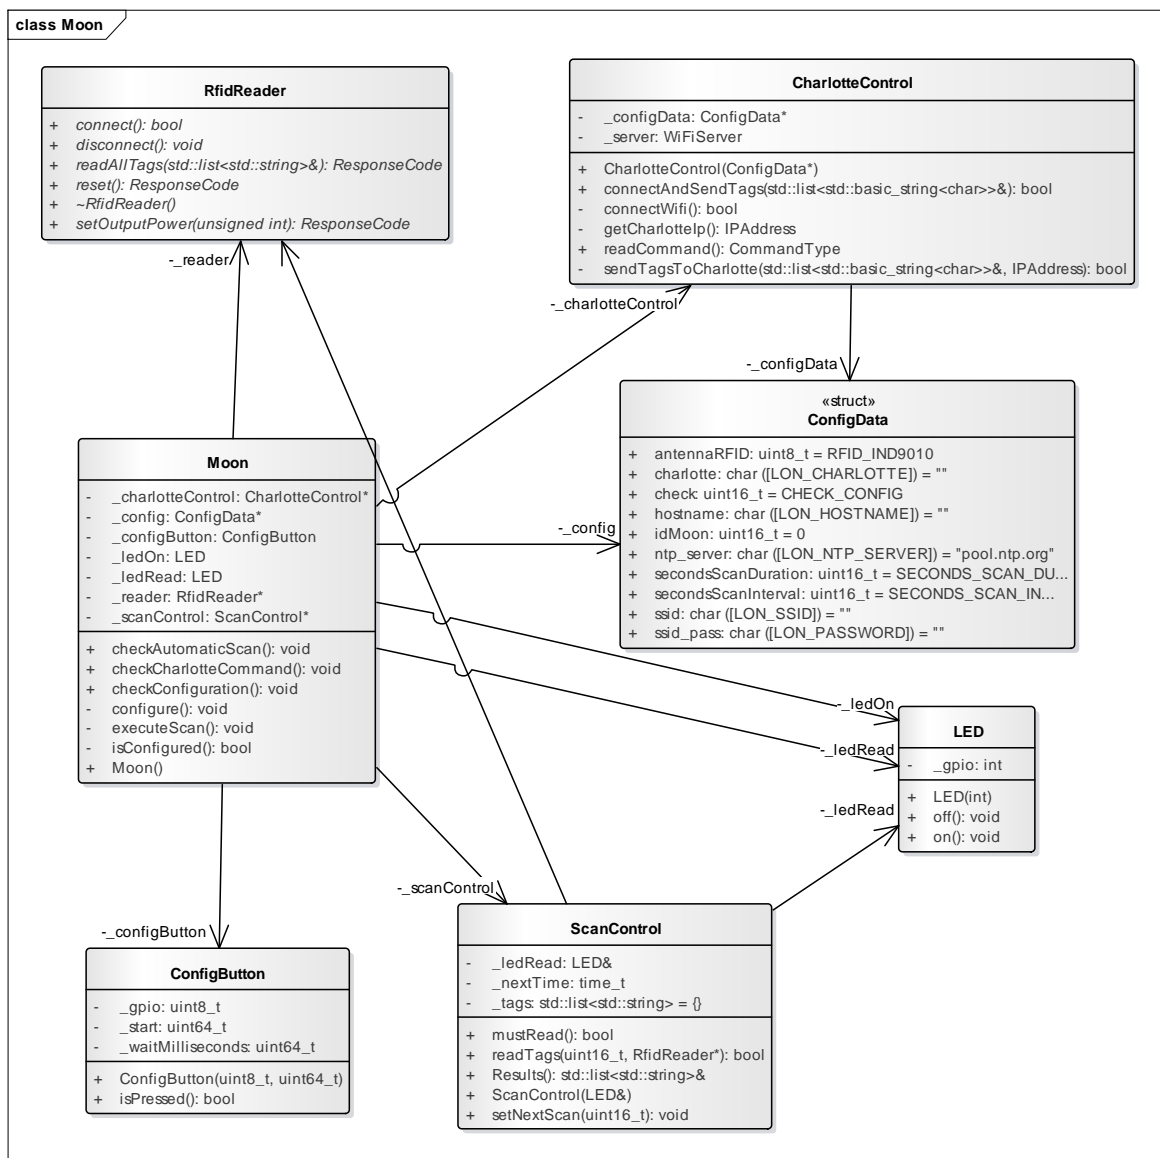 class Moon
RfidReader
+ connect(): bool
+ disconnect(): void
+ readAllTags(std::list<std::string>&): ResponseCode
+ reset(): ResponseCode
+ ~RfidReader()
+ setOutputPower(unsigned int): ResponseCode
CharlotteControl
- _configData: ConfigData*
- _server: WiFiServer
+ CharlotteControl(ConfigData*)
+ connectAndSendTags(std::list<std::basic_string<char>>&): bool
- connectWifi(): bool
- getCharlotteIp(): IPAddress
+ readCommand(): CommandType
- sendTagsToCharlotte(std::list<std::basic_string<char>>&, IPAddress): bool
-_reader
-_charlotteControl
-_configData
«struct»
ConfigData
+ antennaRFID: uint8_t = RFID_IND9010
+ charlotte: char ([LON_CHARLOTTE]) = ""
+ check: uint16_t = CHECK_CONFIG
+ hostname: char ([LON_HOSTNAME]) = ""
+ idMoon: uint16_t = 0
+ ntp_server: char ([LON_NTP_SERVER]) = "pool.ntp.org"
+ secondsScanDuration: uint16_t = SECONDS_SCAN_DU...
+ secondsScanInterval: uint16_t = SECONDS_SCAN_IN...
+ ssid: char ([LON_SSID]) = ""
+ ssid_pass: char ([LON_PASSWORD]) = ""
Moon
- _charlotteControl: CharlotteControl*
- _config: ConfigData*
- _configButton: ConfigButton
- _ledOn: LED
- _ledRead: LED
- _reader: RfidReader*
- _scanControl: ScanControl*
+ checkAutomaticScan(): void
+ checkCharlotteCommand(): void
+ checkConfiguration(): void
- configure(): void
- executeScan(): void
- isConfigured(): bool
+ Moon()
-_config
-_ledOn
-_ledRead
-_ledRead
LED
- _gpio: int
+ LED(int)
+ off(): void
+ on(): void
-_scanControl
-_configButton
ConfigButton
- _gpio: uint8_t
- _start: uint64_t
- _waitMilliseconds: uint64_t
+ ConfigButton(uint8_t, uint64_t)
+ isPressed(): bool
ScanControl
- _ledRead: LED&
- _nextTime: time_t
- _tags: std::list<std::string> = {}
+ mustRead(): bool
+ readTags(uint16_t, RfidReader*): bool
+ Results(): std::list<std::string>&
+ ScanControl(LED&)
+ setNextScan(uint16_t): void